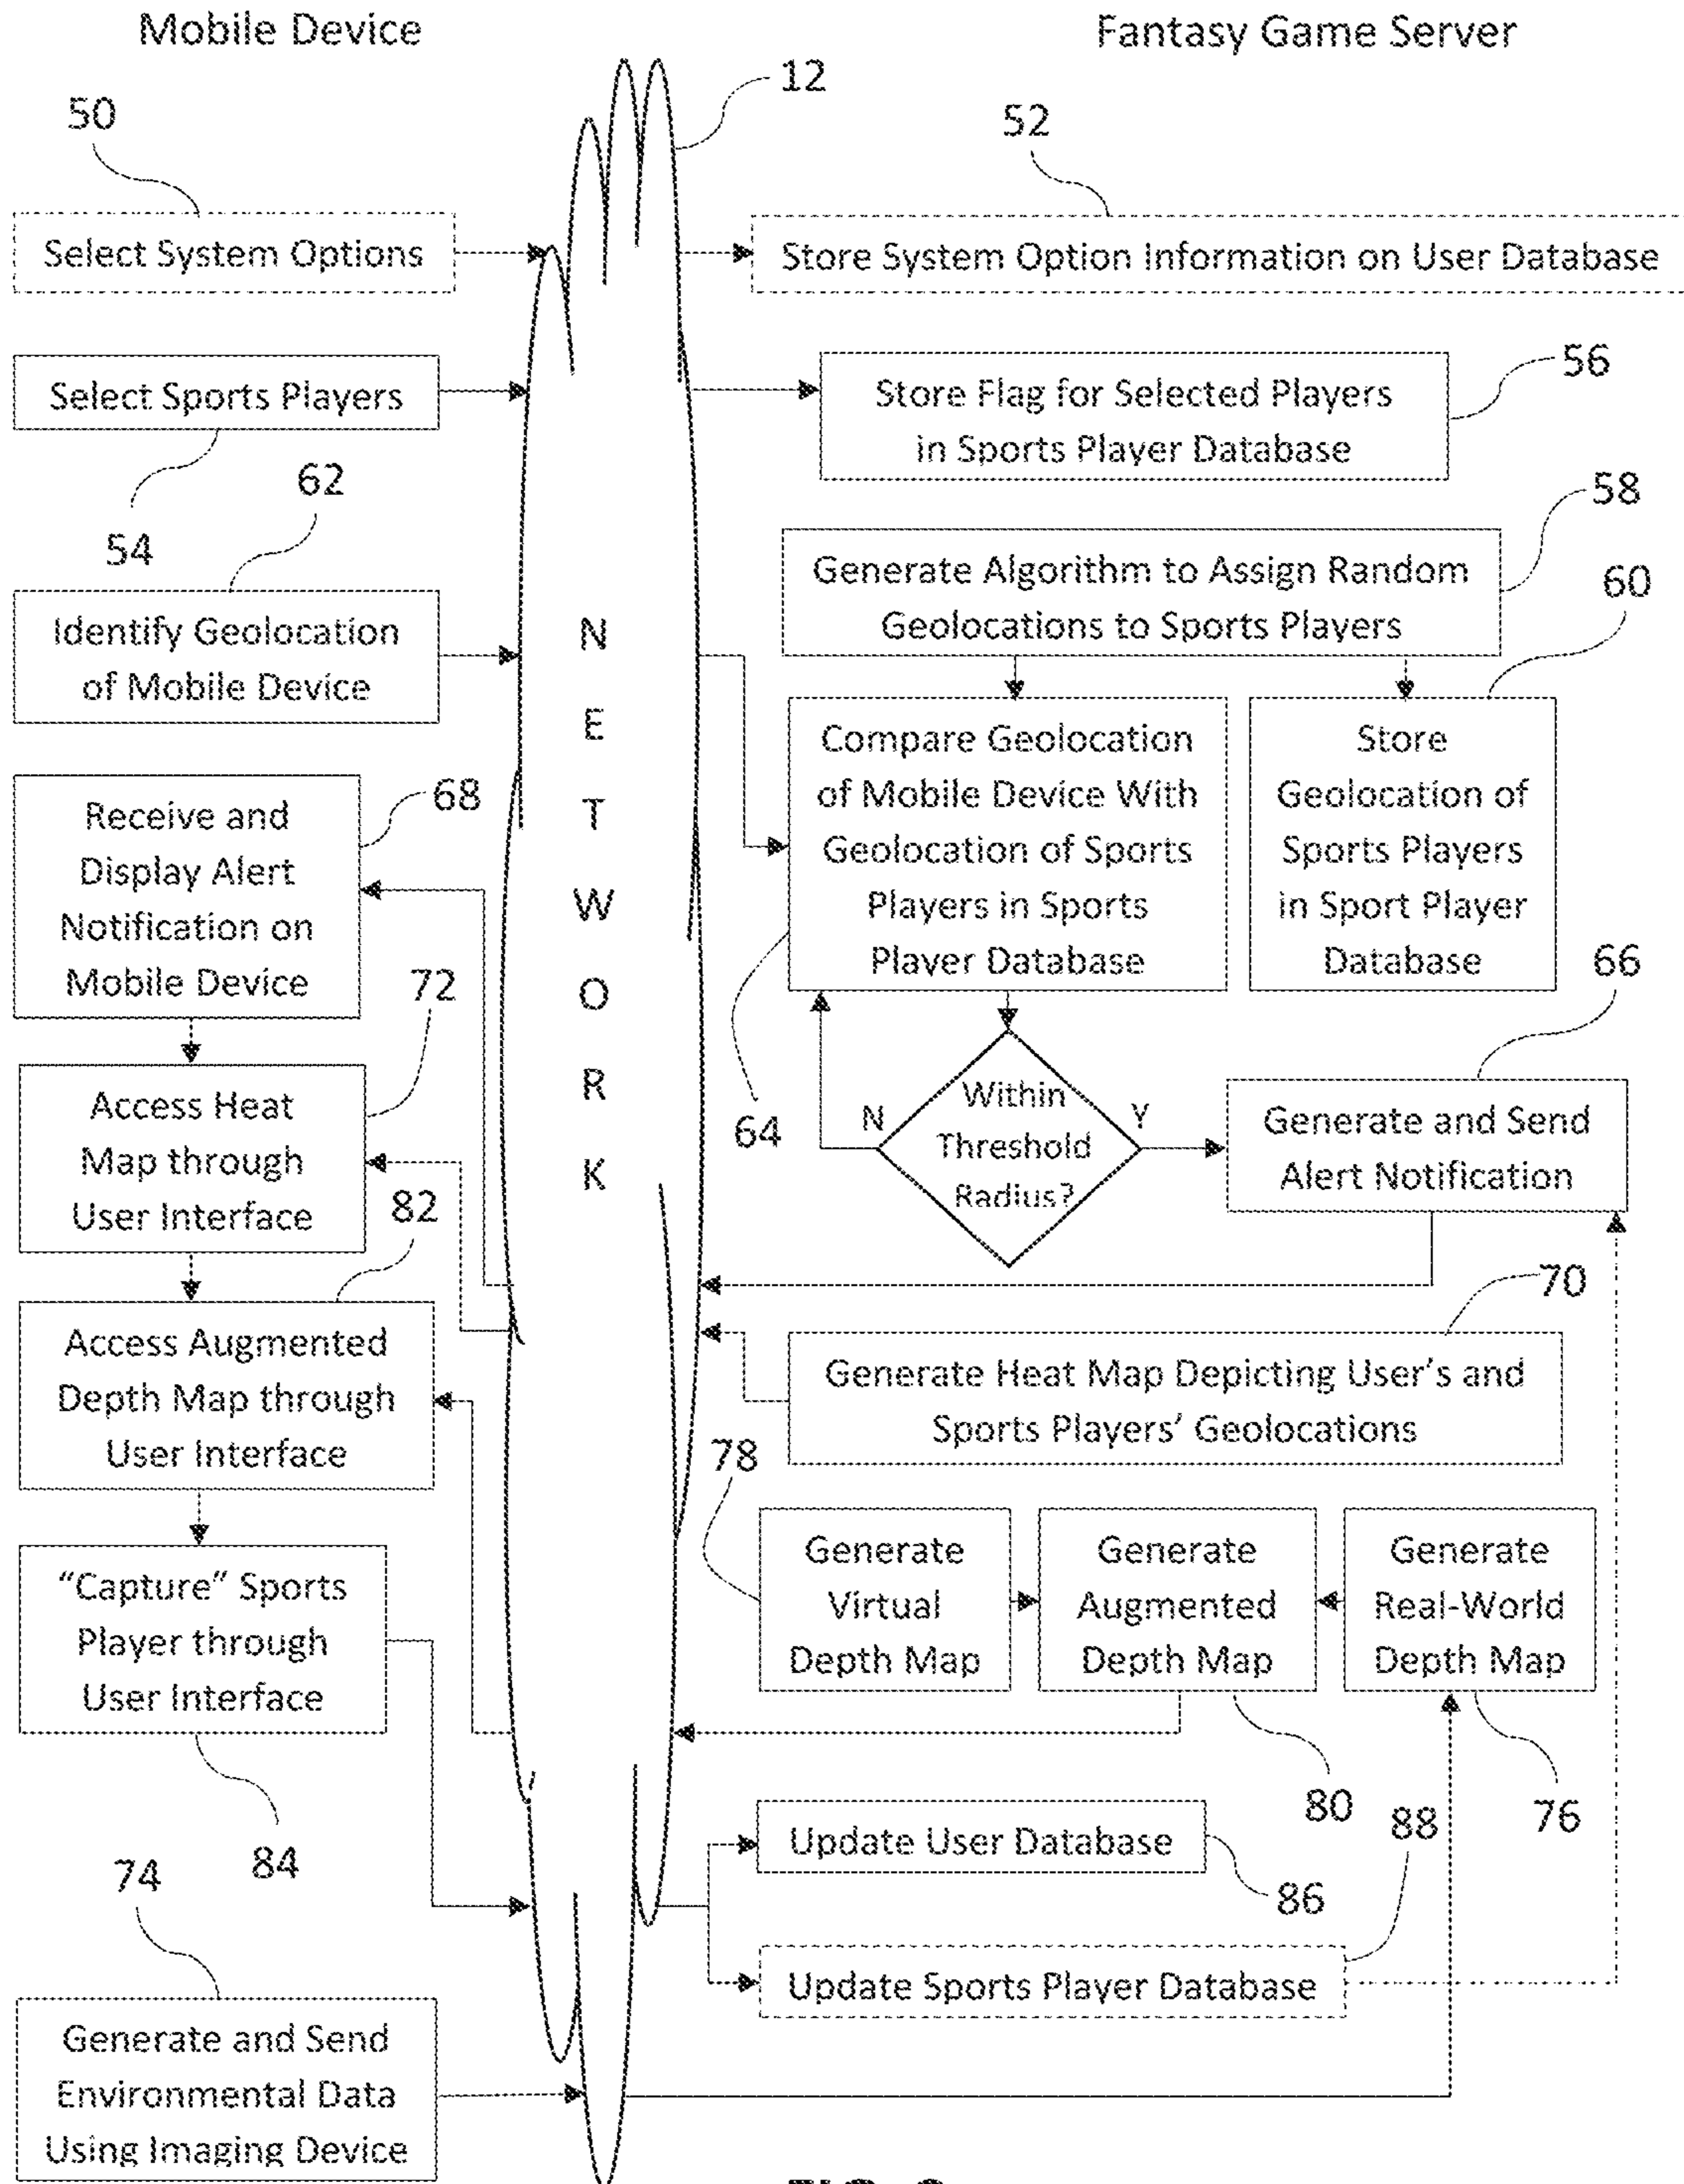 Mobile Device
Fantasy Game Server
12
50
52
Select System Options
Store System Option Information on User Database
Select Sports Players
54
Store Flag for Selected Players
in Sports Player Database
56
62
Identify Geolocation
of Mobile Device
58
Generate Algorithm to Assign Random
Geolocations to Sports Players
60
N
E
T
W
O
R
K
Compare Geolocation
of Mobile Device With
Geolocation of Sports
Players in Sports
Player Database
64
Store
Geolocation of
Sports Players
in Sport Player
Database
Receive and
Display Alert
Notification on
Mobile Device
68
66
72
Access Heat
Map through
User Interface
N
Within
Threshold
Radius?
Y
Generate and Send
Alert Notification
82
Access Augmented
Depth Map through
User Interface
70
Generate Heat Map Depicting User's and
Sports Players' Geolocations
78
Generate
Virtual
Depth Map
Generate
Augmented
Depth Map
Generate
Real-World
Depth Map
"Capture" Sports
Player through
User Interface
84
80
76
88
Update User Database
86
Update Sports Player Database
74
Generate and Send
Environmental Data
Using Imaging Device